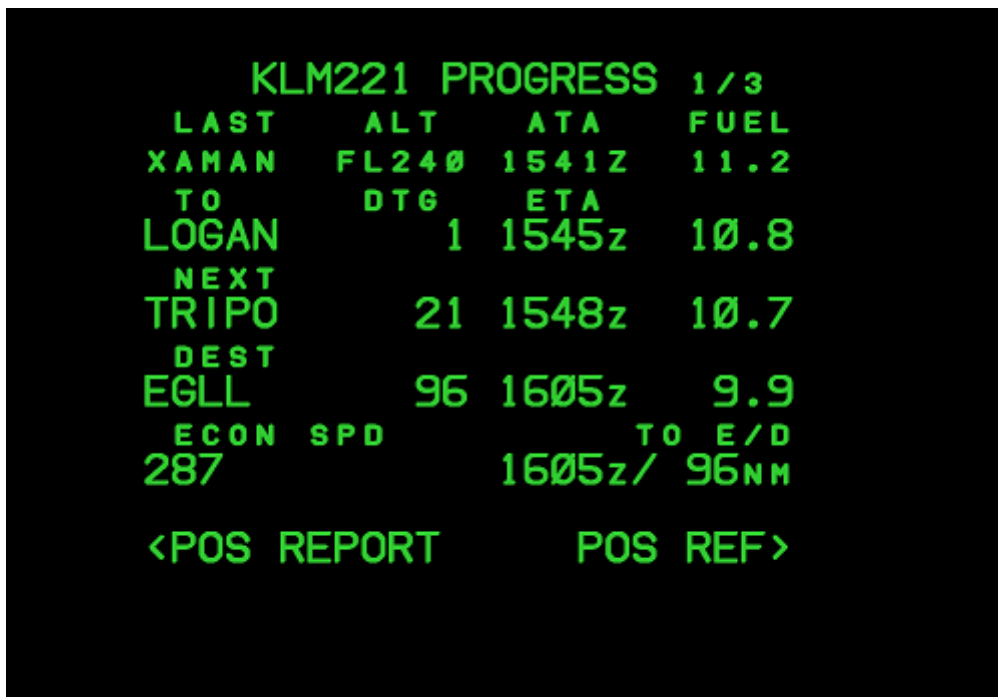 KLM221 PROGRESS 1/3
LAST ALT ATA FUEL
XAMAN FL240 1541Z 11.2
TO DTG ETA
LOGAN 1 1545z 10.8
NEXT
TRIPO 21 1548z 10.7
DEST
EGLL 96 1605z 9.9
ECON SPD TO E/D
287 1605z/ 96NM
<POS REPORT POS REF>